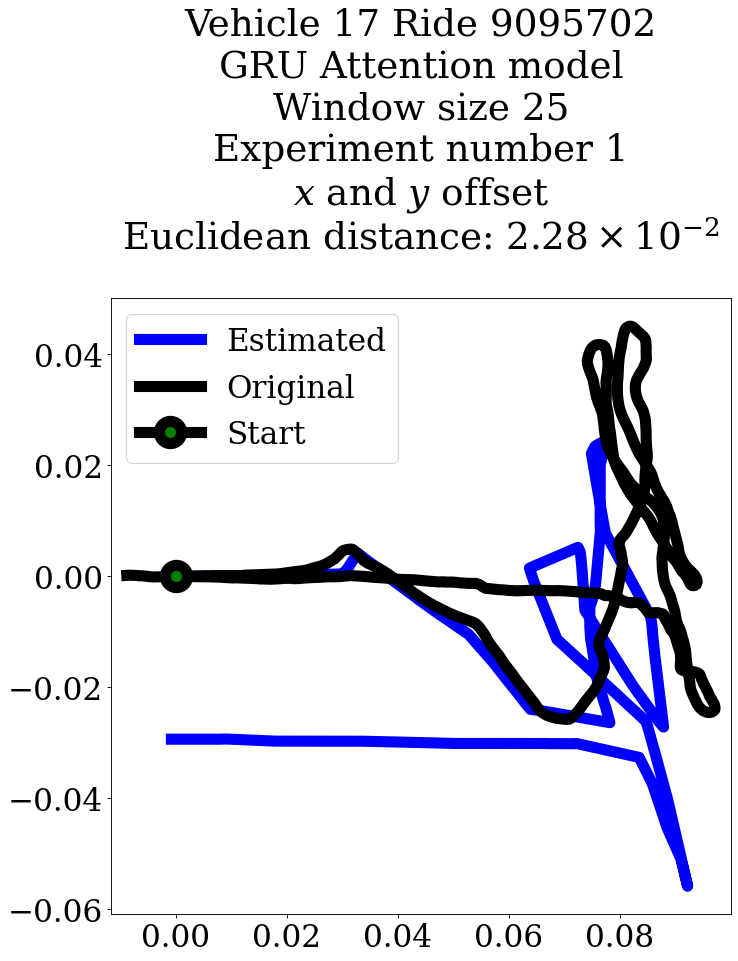 Vehicle 17 Ride 9095702
GRU Attention model
Window size 25
Experiment number 1
x and y offset
Euclidean distance: 2.28 × 10⁻²
Estimated
Original
Start
0.04
0.02
0.00
−0.02
−0.04
−0.06
0.00 0.02 0.04 0.06 0.08